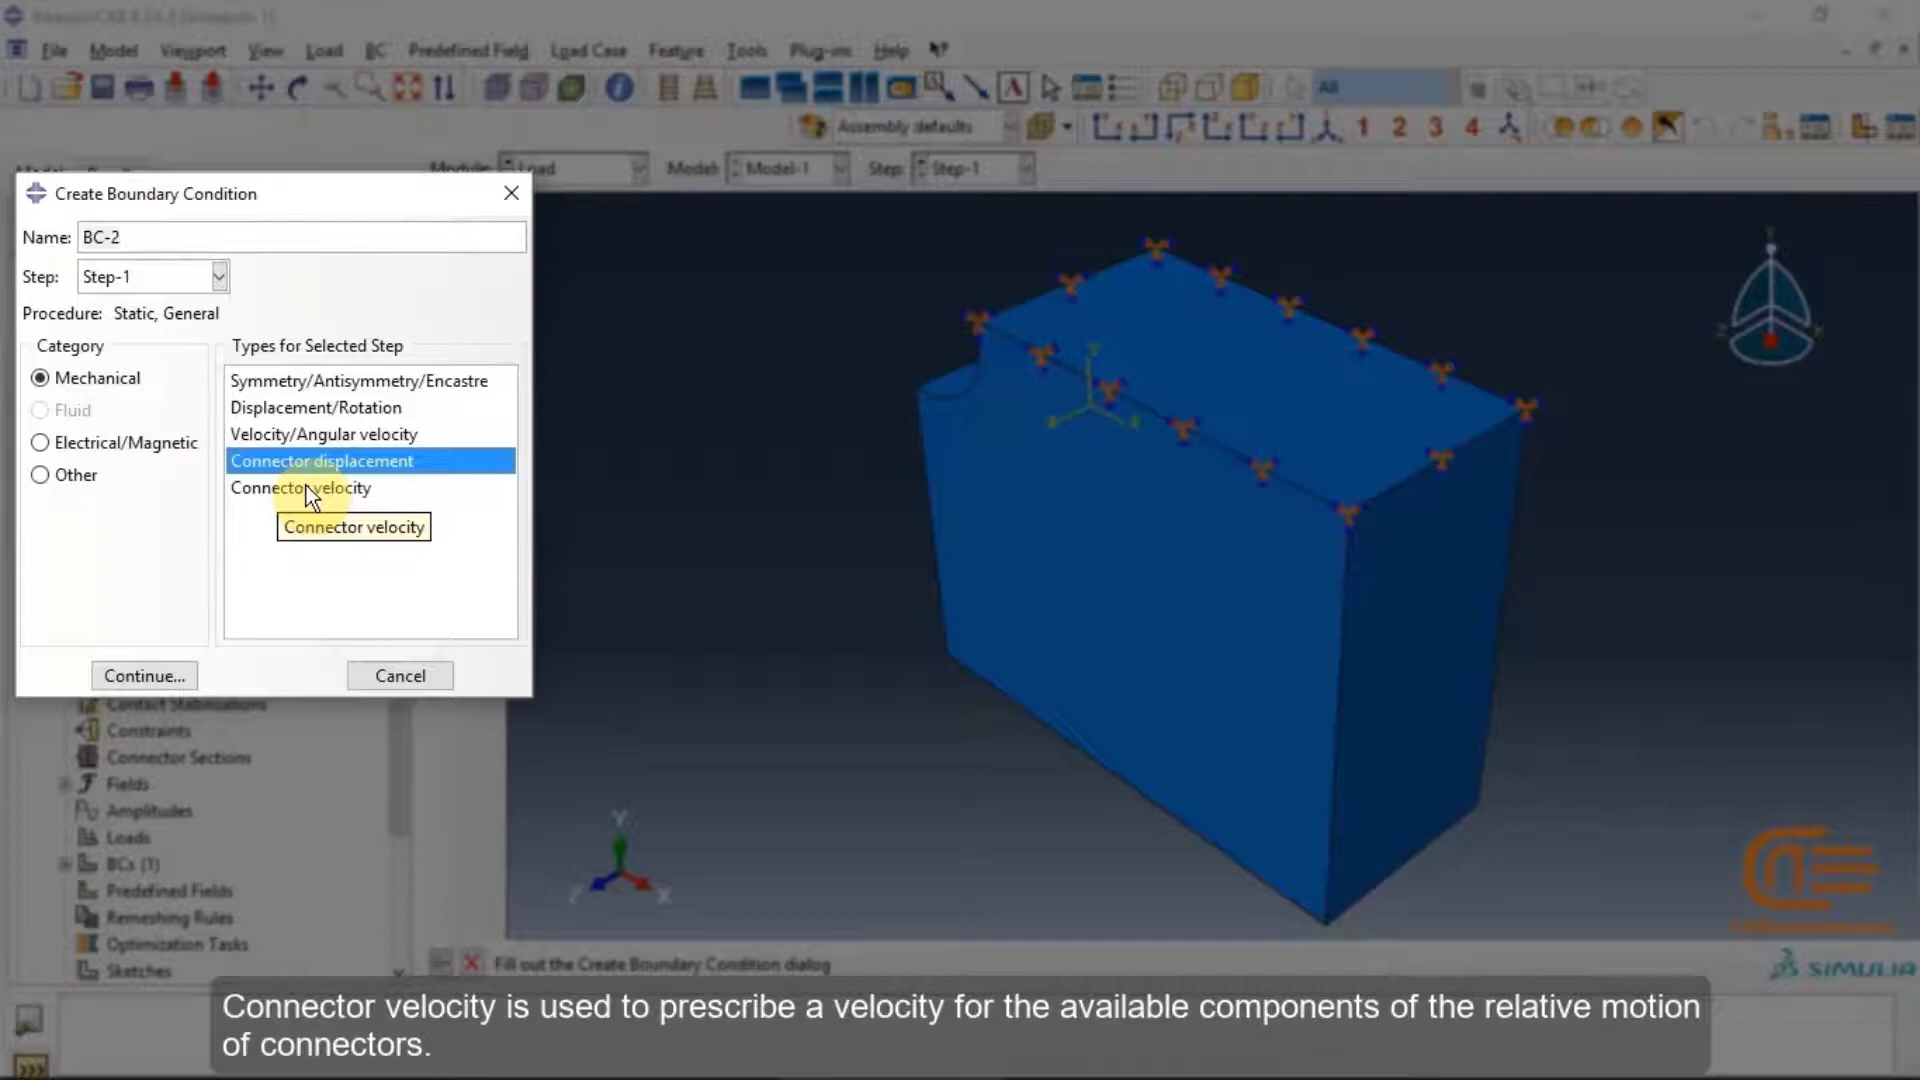 File Model Viewport View Load BC Predefined Field Load Case Feature Tools Plug-ins Help
A All
Assembly defaults 1 2 3 4
Module: Load Model: Model-1 Step: Step-1
Create Boundary Condition
Name: BC-2
Step: Step-1
Procedure: Static, General
Category
Mechanical
Fluid
Electrical/Magnetic
Other
Types for Selected Step
Symmetry/Antisymmetry/Encastre
Displacement/Rotation
Velocity/Angular velocity
Connector displacement
Connector velocity
Connector velocity
Continue... Cancel
Contact Stabilizations
Constraints
Connector Sections
Fields
Amplitudes
Loads
BCs (1)
Predefined Fields
Remeshing Rules
Optimization Tasks
Sketches
Y
Z
X
Y
Z
X
Fill out the Create Boundary Condition dialog
SIMULIA
Connector velocity is used to prescribe a velocity for the available components of the relative motion
of connectors.